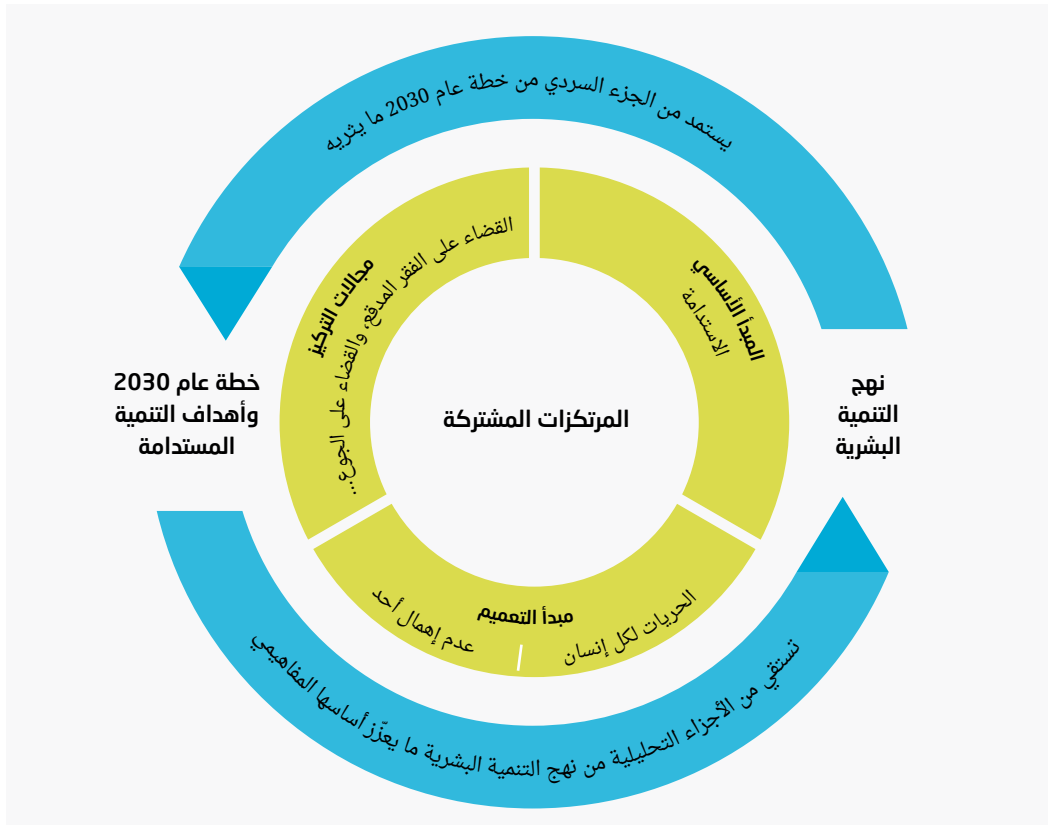 يستمد من الجزء السردي من خطة عام 2030 ما يثريه
المبدأ الأساسي
الاستدامة
مجالات التركيز
القضاء على الفقر المدقع، والقضاء على الجوع...
نهج
التنمية
البشرية
المرتكزات المشتركة
خطة عام 2030
وأهداف التنمية
المستدامة
مبدأ التعميم
الحريات لكل إنسان
عدم إهمال أحد
تستقي من الأجزاء التحليلية من نهج التنمية البشرية ما يعزّز أساسها المفاهيمي